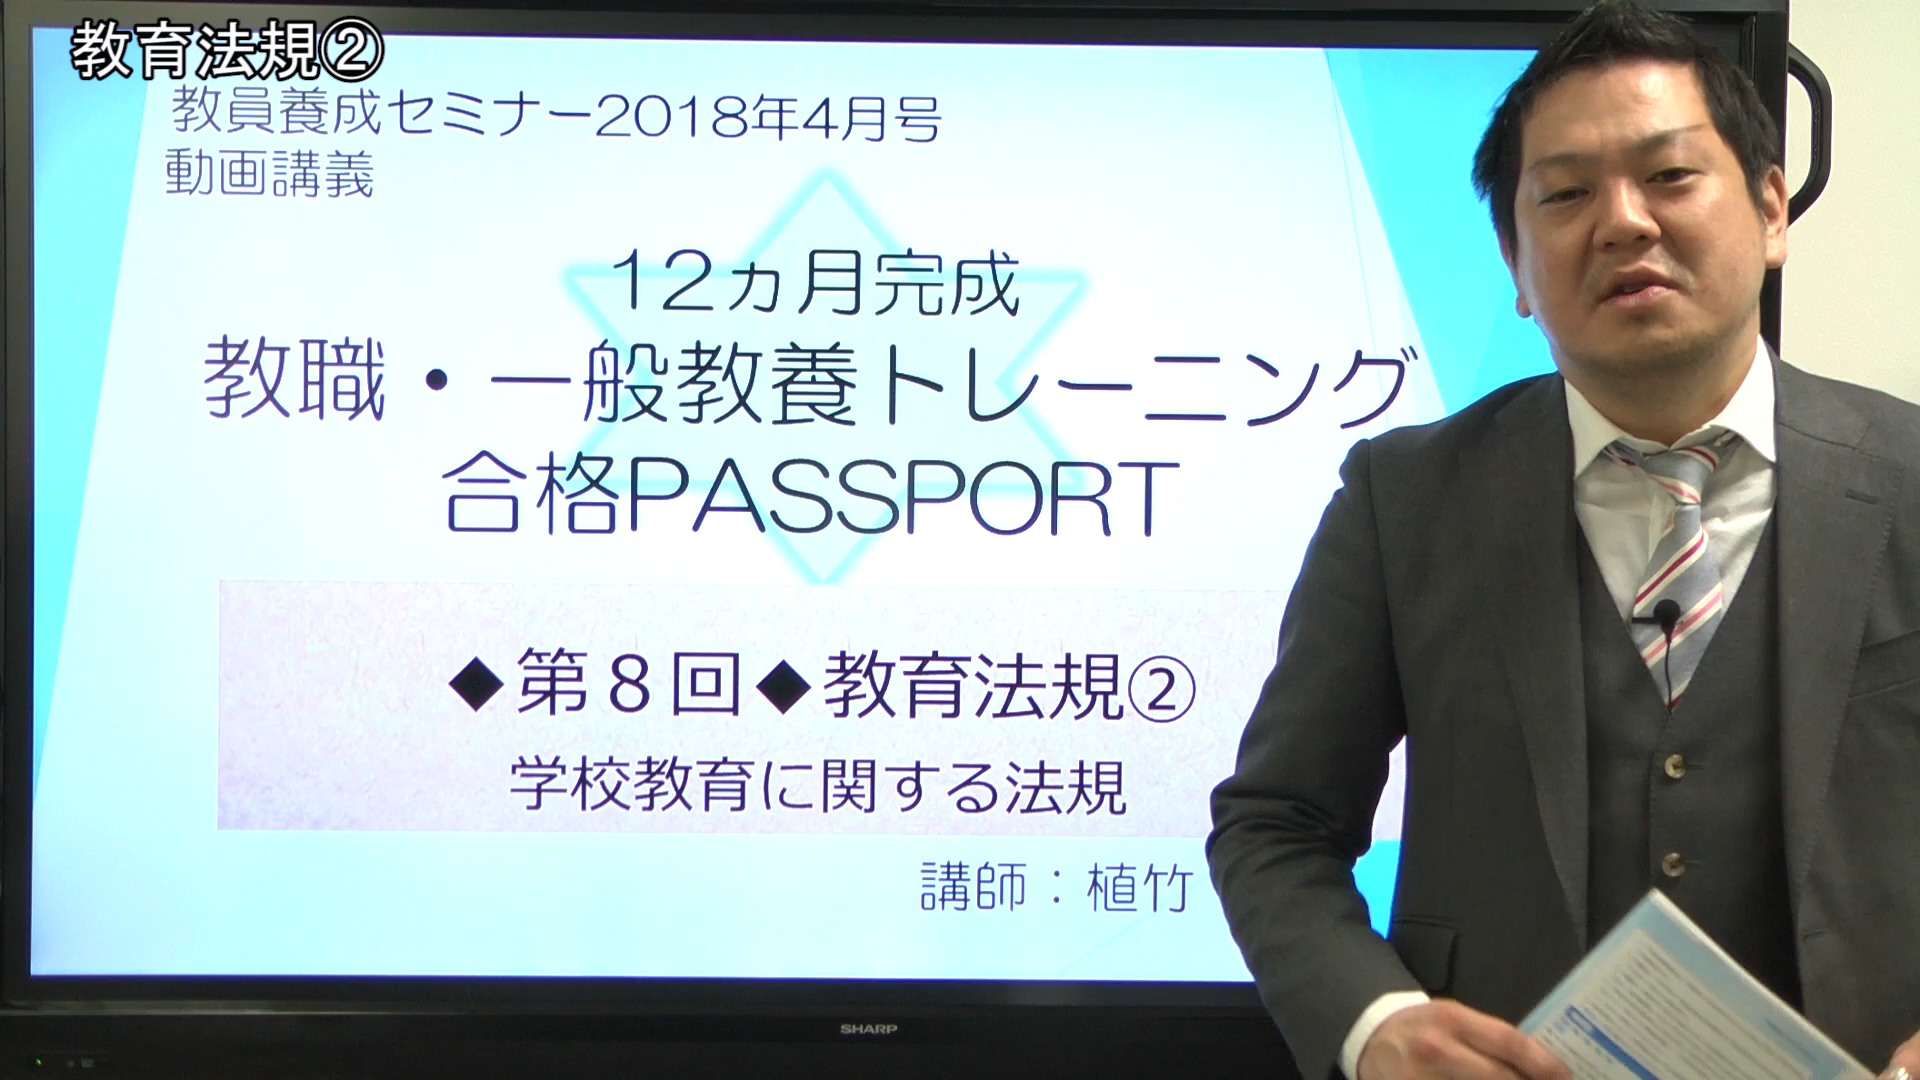 教育法規②
教員養成セミナー2018年4月号
動画講義
12ヵ月完成
教職・一般教養トレーニング
合格PASSPORT
◆第８回◆教育法規②
学校教育に関する法規
講師：植竹
SHARP